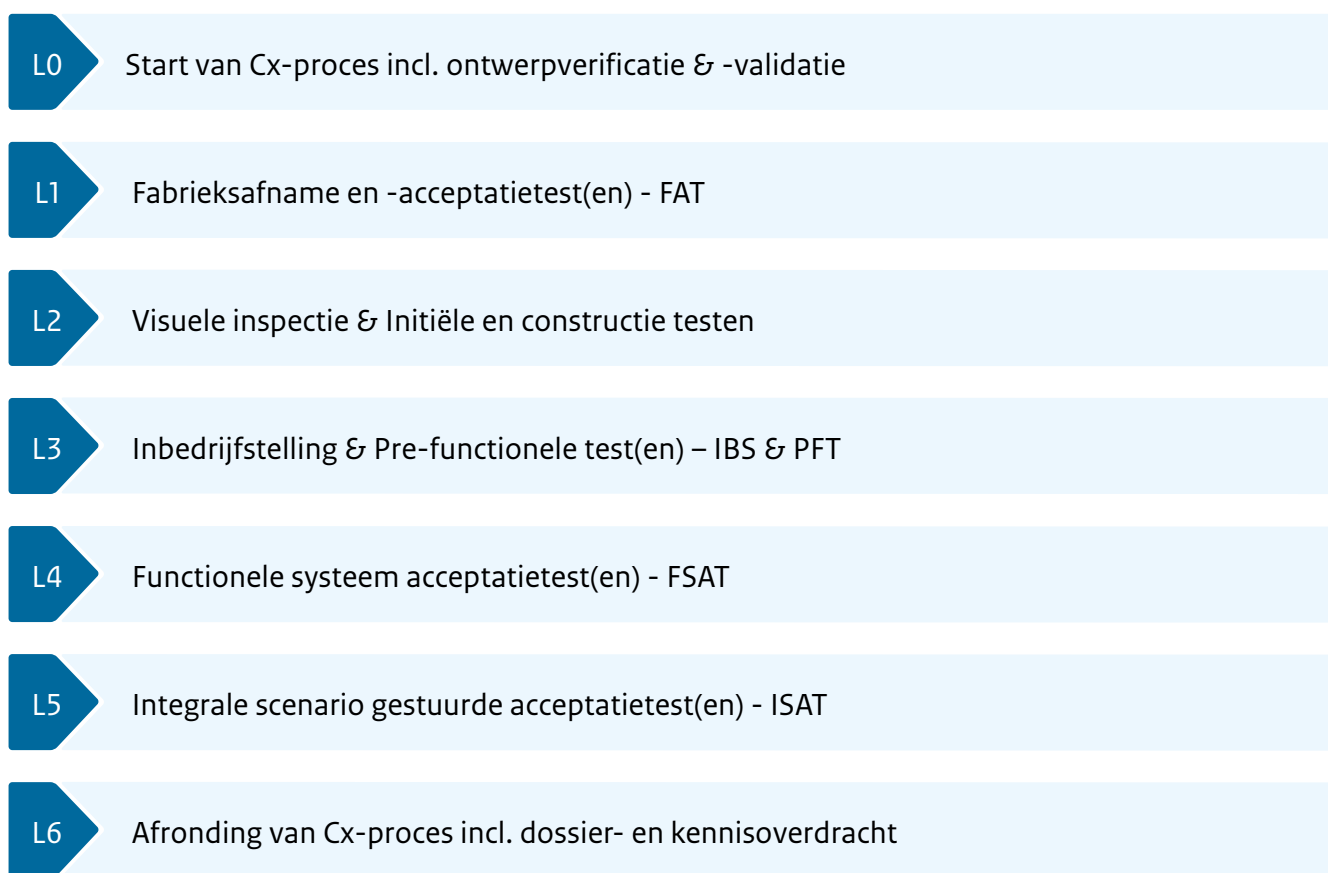 L0 Start van Cx-proces incl. ontwerpverificatie & -validatie
L1 Fabrieksafname en -acceptatietest(en) - FAT
L2 Visuele inspectie & Initiële en constructie testen
L3 Inbedrijfstelling & Pre-functionele test(en) – IBS & PFT
L4 Functionele systeem acceptatietest(en) - FSAT
L5 Integrale scenario gestuurde acceptatietest(en) - ISAT
L6 Afronding van Cx-proces incl. dossier- en kennisoverdracht